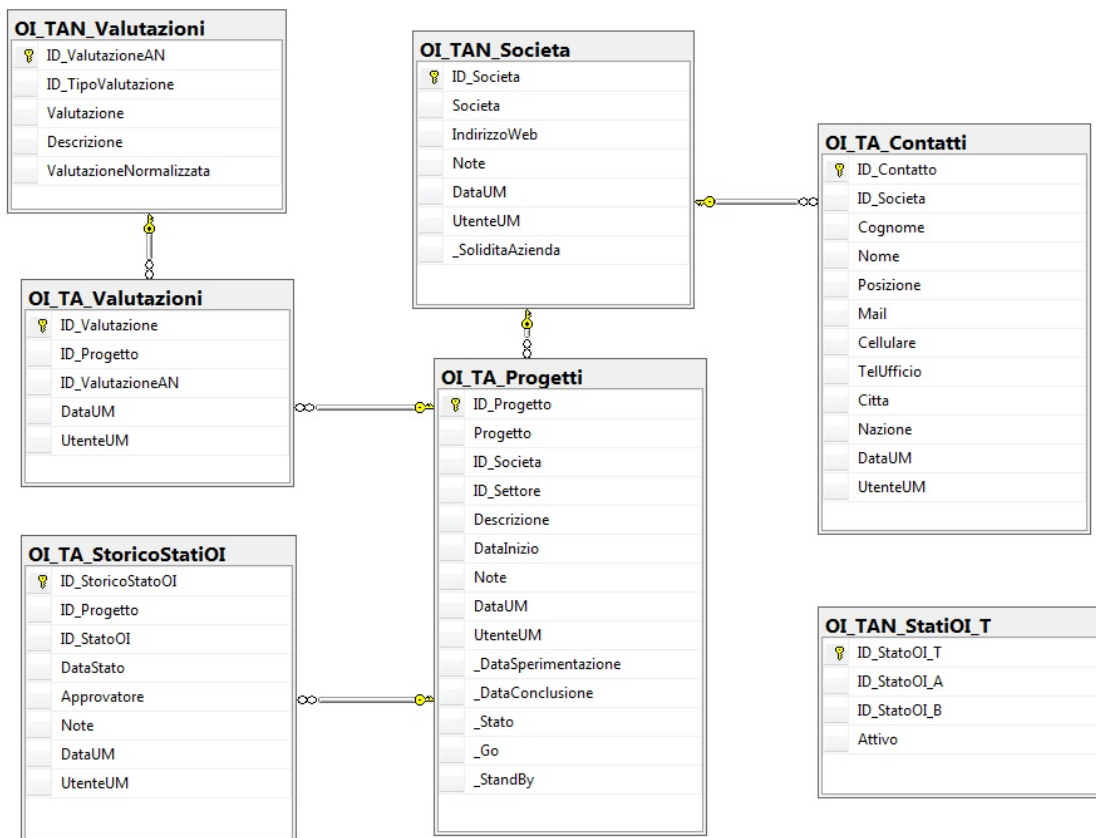 OI_TAN_Valutazioni
ID_ValutazioneAN
ID_TipoValutazione
Valutazione
Descrizione
ValutazioneNormalizzata
OI_TAN_Societa
ID_Societa
Societa
IndirizzoWeb
Note
DataUM
UtenteUM
_SoliditaAzienda
OI_TA_Contatti
ID_Contatto
ID_Societa
Cognome
Nome
Posizione
Mail
Cellulare
TelUfficio
Citta
Nazione
DataUM
UtenteUM
OI_TA_Valutazioni
ID_Valutazione
ID_Progetto
ID_ValutazioneAN
DataUM
UtenteUM
OI_TA_Progetti
ID_Progetto
Progetto
ID_Societa
ID_Settore
Descrizione
DataInizio
Note
DataUM
UtenteUM
_DataSperimentazione
_DataConclusione
_Stato
_Go
_StandBy
OI_TA_StoricoStatiOI
ID_StoricoStatoOI
ID_Progetto
ID_StatoOI
DataStato
Approvatore
Note
DataUM
UtenteUM
OI_TAN_StatiOI_T
ID_StatoOI_T
ID_StatoOI_A
ID_StatoOI_B
Attivo